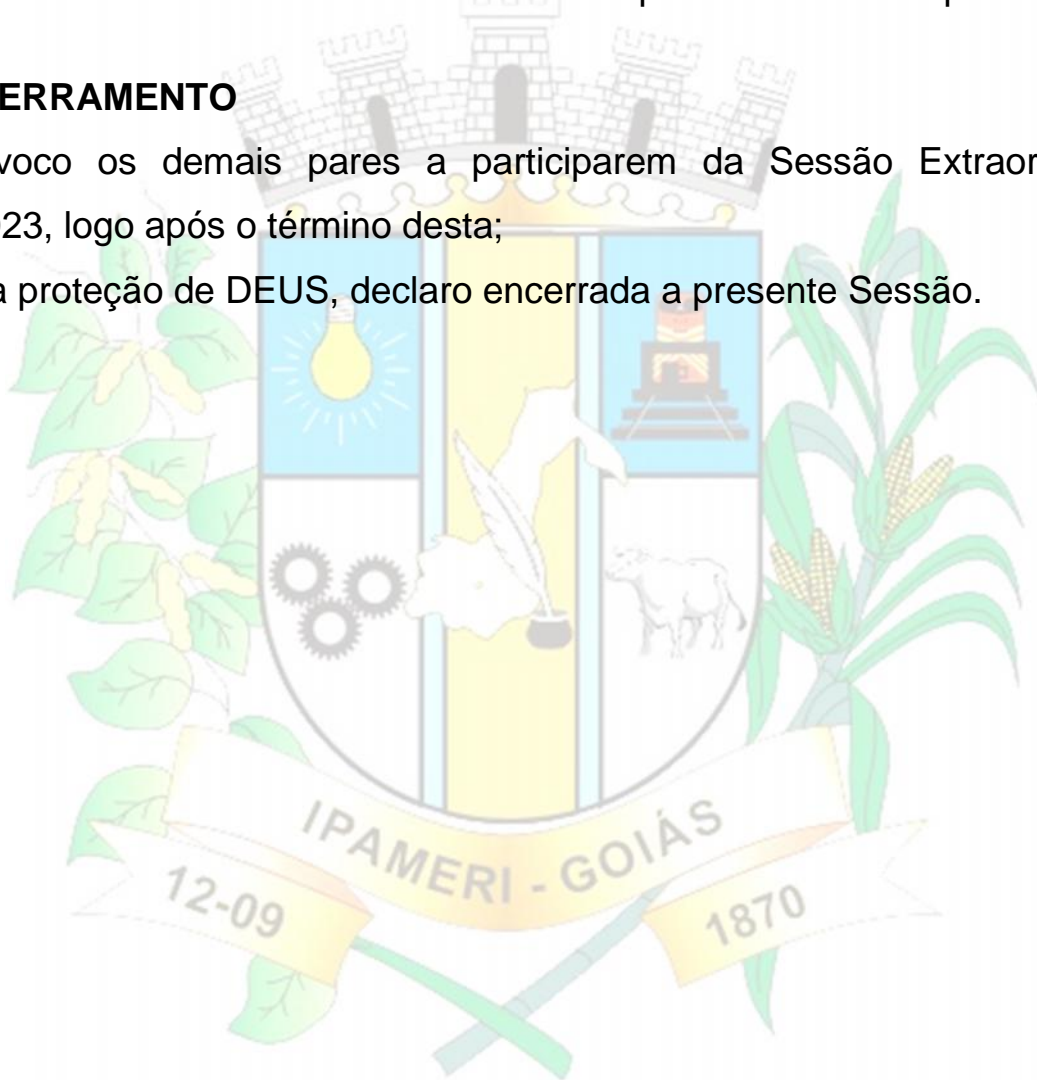 ERRAMENTO
voco os demais pares a participarem da Sessão Extraor
023, logo após o término desta;
a proteção de DEUS, declaro encerrada a presente Sessão.
IPAMERI - GOIÁS
12-09
1870